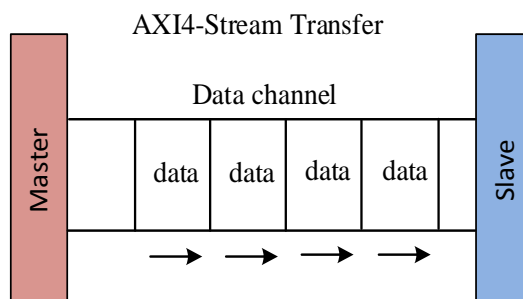 AXI4-Stream Transfer
Data channel
Master
data data data data
Slave